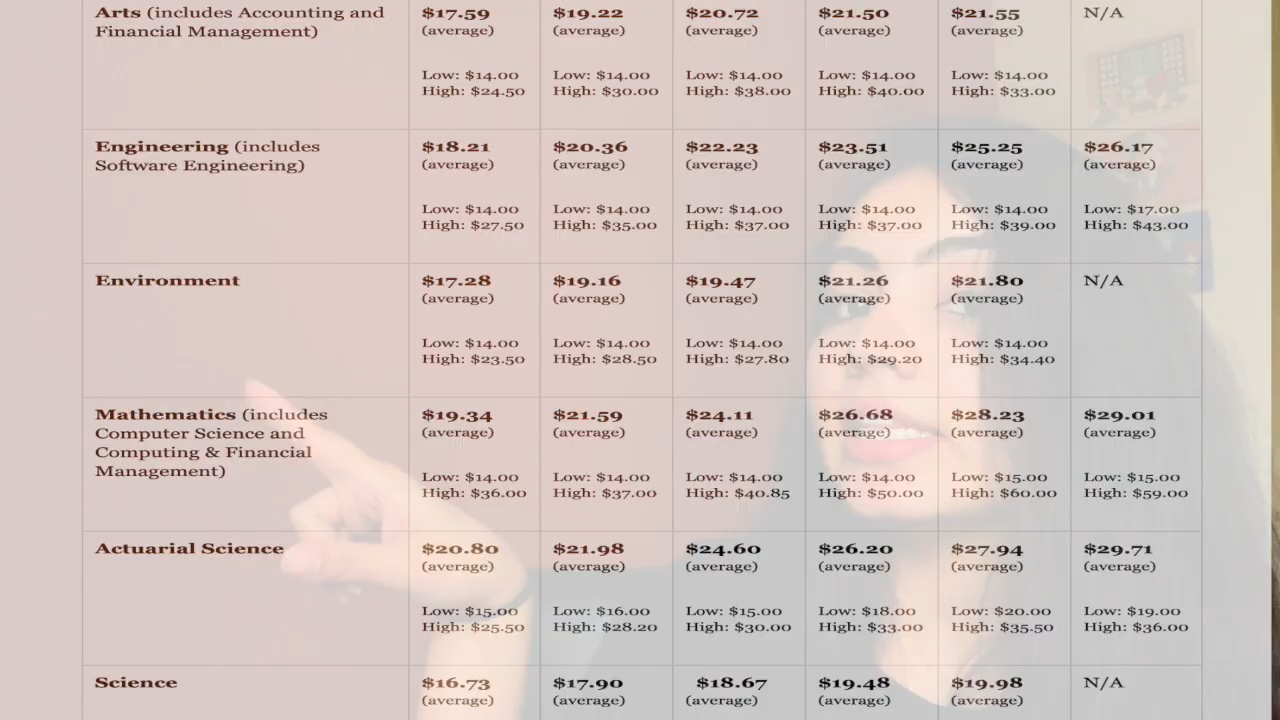 Arts (includes Accounting and Financial Management) $17.59 $19.22 $20.72 $21.50 $21.55 N/A
(average) (average) (average) (average) (average)
Low: $14.00 Low: $14.00 Low: $14.00 Low: $14.00 Low: $14.00
High: $24.50 High: $30.00 High: $38.00 High: $40.00 High: $33.00
Engineering (includes Software Engineering) $18.21 $20.36 $22.23 $23.51 $25.25 $26.17
(average) (average) (average) (average) (average) (average)
Low: $14.00 Low: $14.00 Low: $14.00 Low: $14.00 Low: $14.00 Low: $17.00
High: $27.50 High: $35.00 High: $37.00 High: $37.00 High: $39.00 High: $43.00
Environment $17.28 $19.16 $19.47 $21.26 $21.80 N/A
(average) (average) (average) (average) (average)
Low: $14.00 Low: $14.00 Low: $14.00 Low: $14.00 Low: $14.00
High: $23.50 High: $28.50 High: $27.80 High: $29.20 High: $34.40
Mathematics (includes Computer Science and Computing & Financial Management) $19.34 $21.59 $24.11 $26.68 $28.23 $29.01
(average) (average) (average) (average) (average) (average)
Low: $14.00 Low: $14.00 Low: $14.00 Low: $14.00 Low: $15.00 Low: $15.00
High: $36.00 High: $37.00 High: $40.85 High: $50.00 High: $60.00 High: $59.00
Actuarial Science $20.80 $21.98 $24.60 $26.20 $27.94 $29.71
(average) (average) (average) (average) (average) (average)
Low: $15.00 Low: $16.00 Low: $15.00 Low: $18.00 Low: $20.00 Low: $19.00
High: $25.50 High: $28.20 High: $30.00 High: $33.00 High: $35.50 High: $36.00
Science $16.73 $17.90 $18.67 $19.48 $19.98 N/A
(average) (average) (average) (average) (average)